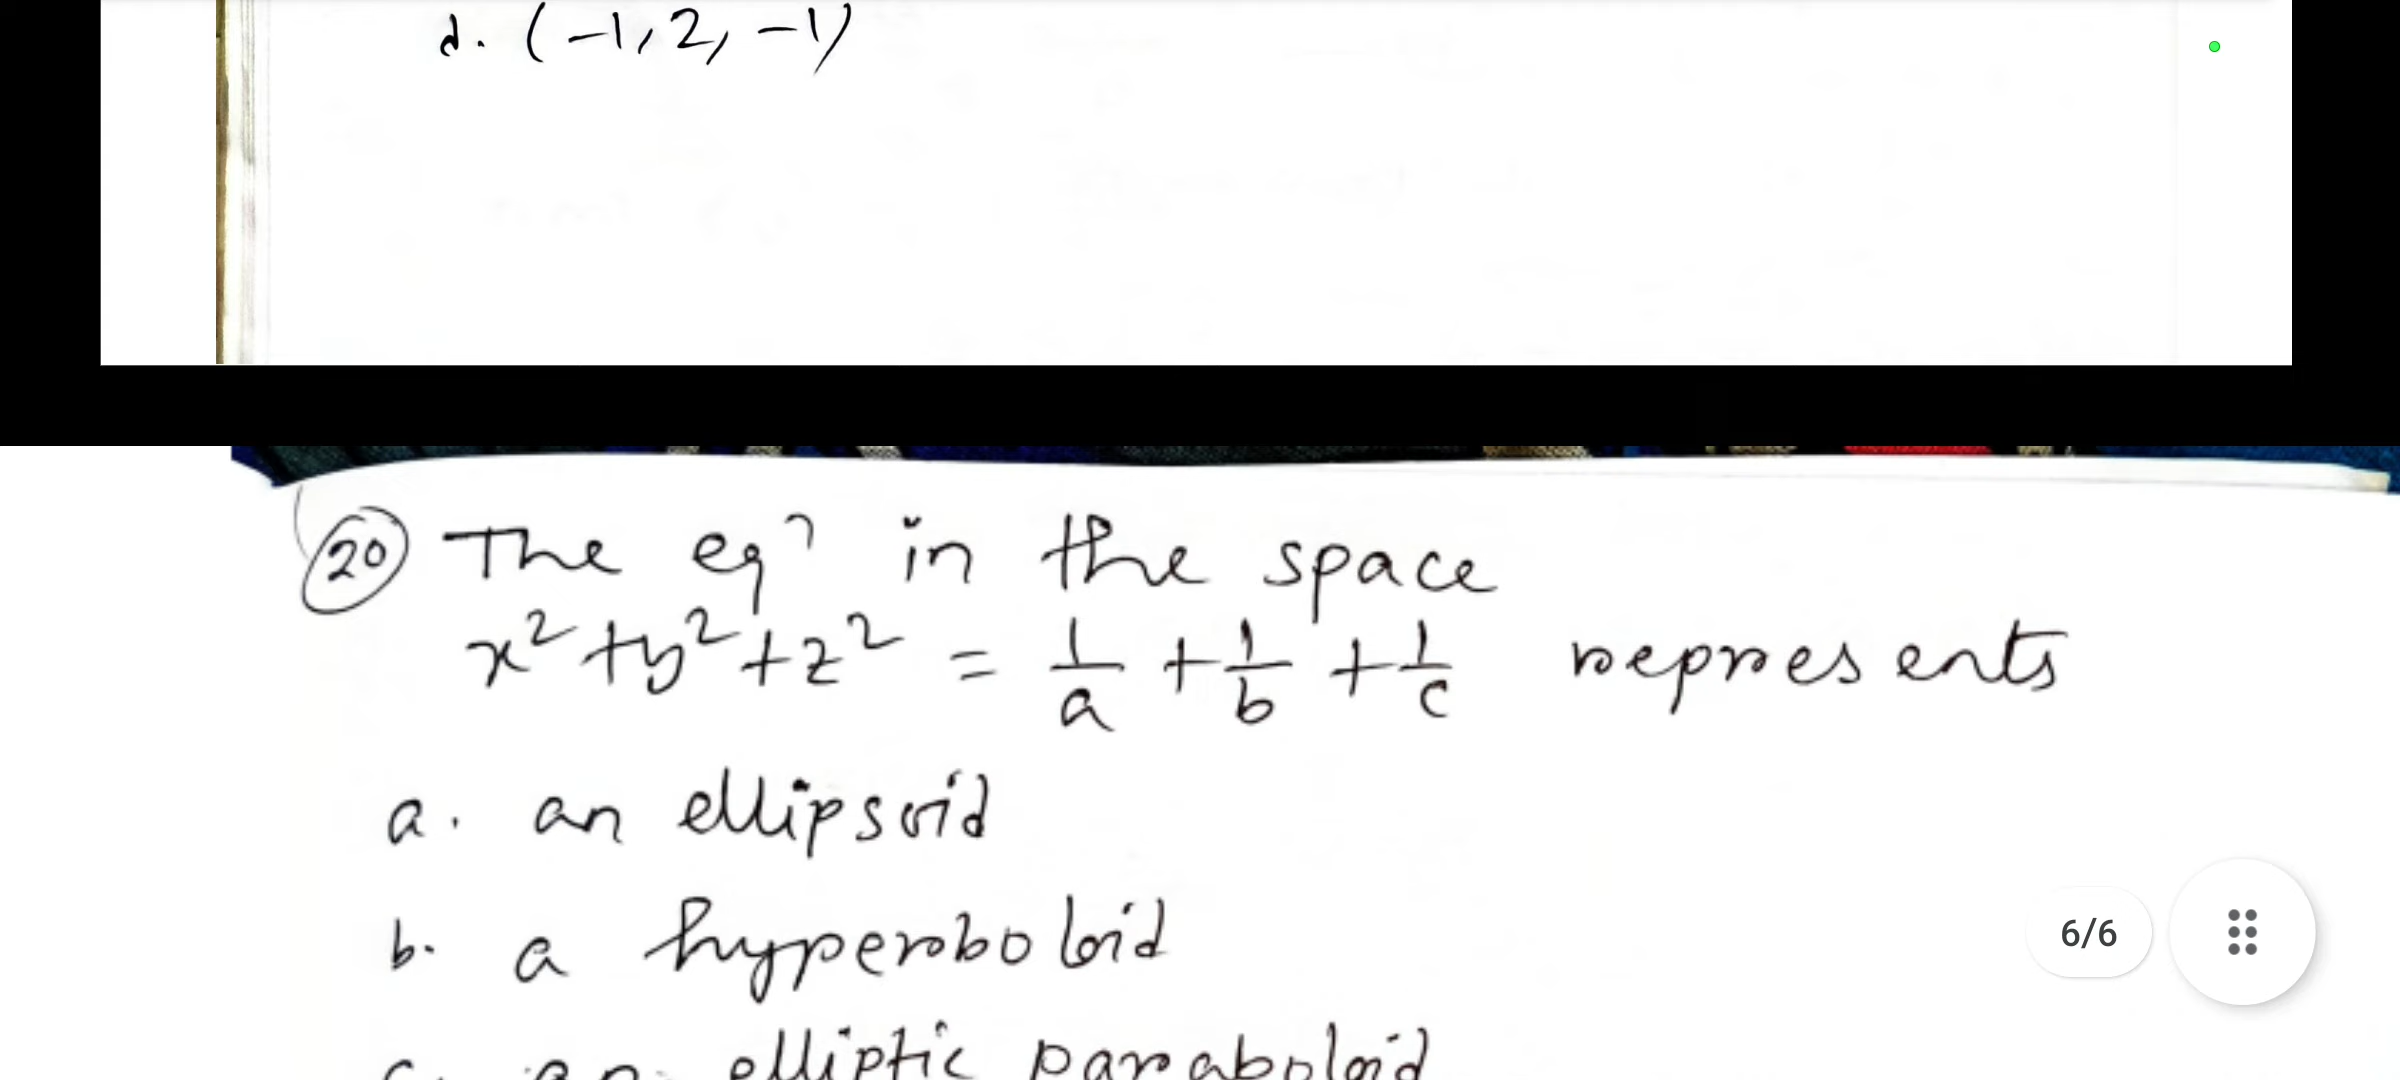 d. (-1, 2, -1)
20 The eqn in the space
x² + y² + z² = 1/a + 1/b + 1/c represents
a. an ellipsoid
b. a hyperboloid
c. an elliptic paraboloid
6/6